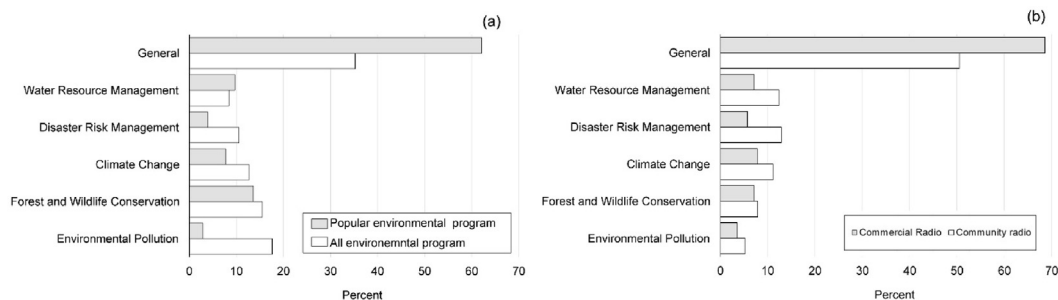 (a)
General
Water Resource Management
Disaster Risk Management
Climate Change
Forest and Wildlife Conservation
Environmental Pollution
Popular environmental program
All environemntal program
0 10 20 30 40 50 60 70
Percent
(b)
General
Water Resource Management
Disaster Risk Management
Climate Change
Forest and Wildlife Conservation
Environmental Pollution
Commercial Radio Community radio
0 10 20 30 40 50 60 70
Percent